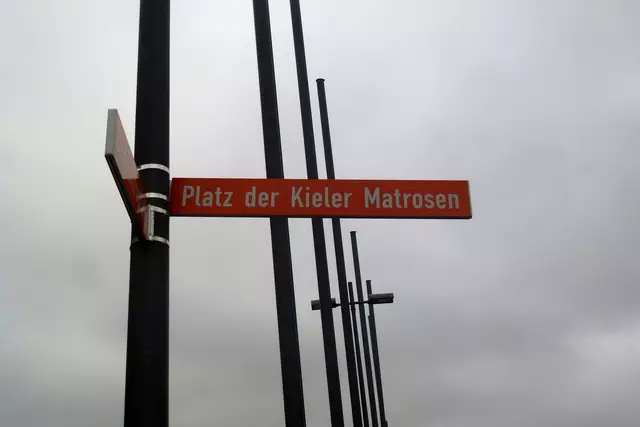 Platz der Kieler Matrosen